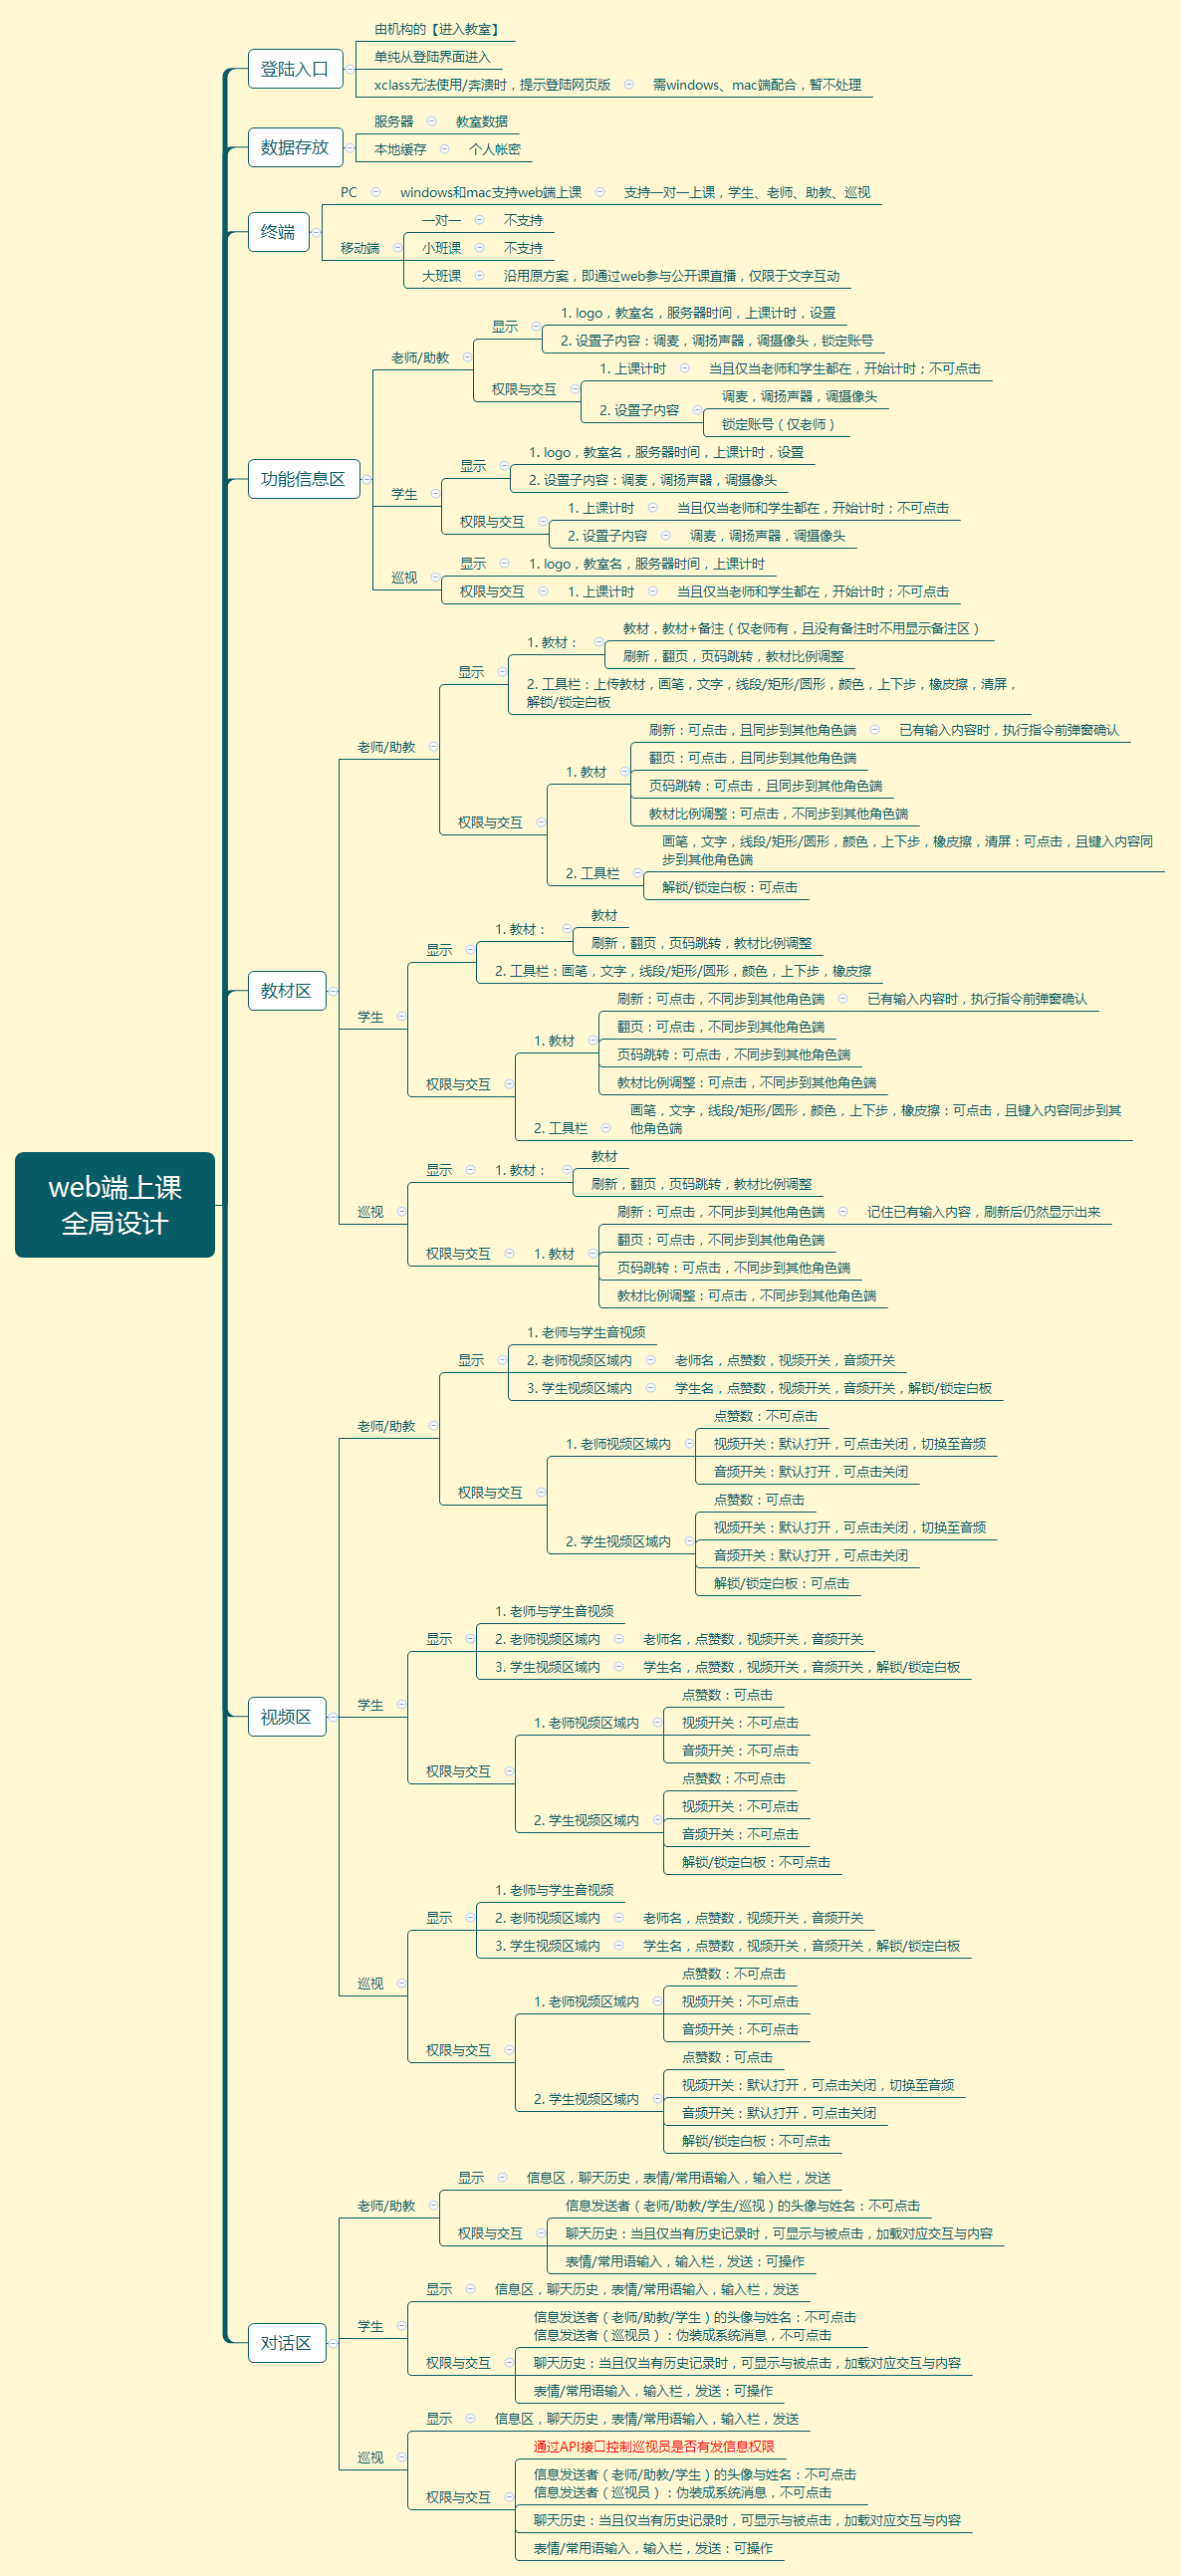 web端上课
全局设计
登陆入口
由机构的【进入教室】
单纯从登陆界面进入
xclass无法使用/奔溃时，提示登陆网页版
需windows、mac端配合，暂不处理
数据存放
服务器
教室数据
本地缓存
个人帐密
终端
PC
windows和mac支持web端上课
支持一对一上课，学生、老师、助教、巡视
移动端
一对一
不支持
小班课
不支持
大班课
沿用原方案，即通过web参与公开课直播，仅限于文字互动
功能信息区
老师/助教
显示
1. logo，教室名，服务器时间，上课计时，设置
2. 设置子内容：调麦，调扬声器，调摄像头，锁定账号
权限与交互
1. 上课计时
当且仅当老师和学生都在，开始计时；不可点击
2. 设置子内容
调麦，调扬声器，调摄像头
锁定账号（仅老师）
学生
显示
1. logo，教室名，服务器时间，上课计时，设置
2. 设置子内容：调麦，调扬声器，调摄像头
权限与交互
1. 上课计时
当且仅当老师和学生都在，开始计时；不可点击
2. 设置子内容
调麦，调扬声器，调摄像头
巡视
显示
1. logo，教室名，服务器时间，上课计时
权限与交互
1. 上课计时
当且仅当老师和学生都在，开始计时；不可点击
教材区
老师/助教
显示
1. 教材：
教材，教材+备注（仅老师有，且没有备注时不用显示备注区）
刷新，翻页，页码跳转，教材比例调整
2. 工具栏：上传教材，画笔，文字，线段/矩形/圆形，颜色，上下步，橡皮擦，清屏，
解锁/锁定白板
权限与交互
1. 教材
刷新：可点击，且同步到其他角色端
已有输入内容时，执行指令前弹窗确认
翻页：可点击，且同步到其他角色端
页码跳转：可点击，且同步到其他角色端
教材比例调整：可点击，不同步到其他角色端
2. 工具栏
画笔，文字，线段/矩形/圆形，颜色，上下步，橡皮擦，清屏：可点击，且键入内容同
步到其他角色端
解锁/锁定白板：可点击
学生
显示
1. 教材：
教材
刷新，翻页，页码跳转，教材比例调整
2. 工具栏：画笔，文字，线段/矩形/圆形，颜色，上下步，橡皮擦
权限与交互
1. 教材
刷新：可点击，不同步到其他角色端
已有输入内容时，执行指令前弹窗确认
翻页：可点击，不同步到其他角色端
页码跳转：可点击，不同步到其他角色端
教材比例调整：可点击，不同步到其他角色端
2. 工具栏
画笔，文字，线段/矩形/圆形，颜色，上下步，橡皮擦：可点击，且键入内容同步到其
他角色端
巡视
显示
1. 教材：
教材
刷新，翻页，页码跳转，教材比例调整
权限与交互
1. 教材
刷新：可点击，不同步到其他角色端
记住已有输入内容，刷新后仍然显示出来
翻页：可点击，不同步到其他角色端
页码跳转：可点击，不同步到其他角色端
教材比例调整：可点击，不同步到其他角色端
视频区
老师/助教
显示
1. 老师与学生音视频
2. 老师视频区域内
老师名，点赞数，视频开关，音频开关
3. 学生视频区域内
学生名，点赞数，视频开关，音频开关，解锁/锁定白板
权限与交互
1. 老师视频区域内
点赞数：不可点击
视频开关：默认打开，可点击关闭，切换至音频
音频开关：默认打开，可点击关闭
2. 学生视频区域内
点赞数：可点击
视频开关：默认打开，可点击关闭，切换至音频
音频开关：默认打开，可点击关闭
解锁/锁定白板：可点击
学生
显示
1. 老师与学生音视频
2. 老师视频区域内
老师名，点赞数，视频开关，音频开关
3. 学生视频区域内
学生名，点赞数，视频开关，音频开关，解锁/锁定白板
权限与交互
1. 老师视频区域内
点赞数：可点击
视频开关：不可点击
音频开关：不可点击
2. 学生视频区域内
点赞数：不可点击
视频开关：不可点击
音频开关：不可点击
解锁/锁定白板：不可点击
巡视
显示
1. 老师与学生音视频
2. 老师视频区域内
老师名，点赞数，视频开关，音频开关
3. 学生视频区域内
学生名，点赞数，视频开关，音频开关，解锁/锁定白板
权限与交互
1. 老师视频区域内
点赞数：不可点击
视频开关：不可点击
音频开关：不可点击
2. 学生视频区域内
点赞数：可点击
视频开关：默认打开，可点击关闭，切换至音频
音频开关：默认打开，可点击关闭
解锁/锁定白板：不可点击
对话区
老师/助教
显示
信息区，聊天历史，表情/常用语输入，输入栏，发送
权限与交互
信息发送者（老师/助教/学生/巡视）的头像与姓名：不可点击
聊天历史：当且仅当有历史记录时，可显示与被点击，加载对应交互与内容
表情/常用语输入，输入栏，发送：可操作
学生
显示
信息区，聊天历史，表情/常用语输入，输入栏，发送
权限与交互
信息发送者（老师/助教/学生）的头像与姓名：不可点击
信息发送者（巡视员）：伪装成系统消息，不可点击
聊天历史：当且仅当有历史记录时，可显示与被点击，加载对应交互与内容
表情/常用语输入，输入栏，发送：可操作
巡视
显示
信息区，聊天历史，表情/常用语输入，输入栏，发送
权限与交互
通过API接口控制巡视员是否有发信息权限
信息发送者（老师/助教/学生）的头像与姓名：不可点击
信息发送者（巡视员）：伪装成系统消息，不可点击
聊天历史：当且仅当有历史记录时，可显示与被点击，加载对应交互与内容
表情/常用语输入，输入栏，发送：可操作